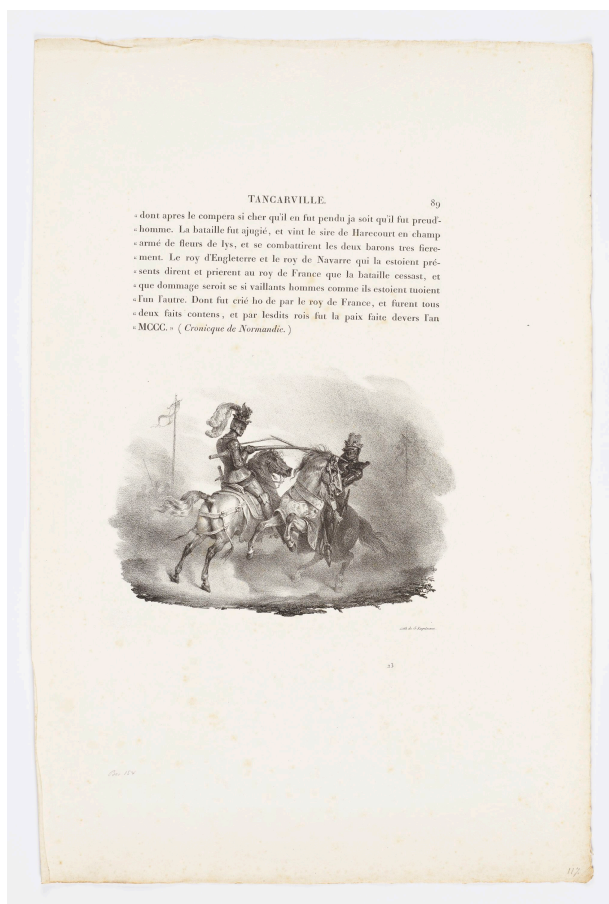 TANCARVILLE. 89
« dont apres le compera si cher qu'il en fut pendu ja soit qu'il fut preud'-
« homme. La bataille fut ajugié, et vint le sire de Harecourt en champ
« armé de fleurs de lys, et se combattirent les deux barons tres fiere-
« ment. Le roy d'Engleterre et le roy de Navarre qui la estoient pré-
« sents dirent et prierent au roy de France que la bataille cessast, et
« que dommage seroit se si vaillants hommes comme ils estoient tuoient
« l'un l'autre. Dont fut crié ho de par le roy de France, et furent tous
« deux faits contens, et par lesdits rois fut la paix faite devers l'an
« MCCC. » ( Cronicque de Normandie. )
Lith de G. Engelmann
23
117